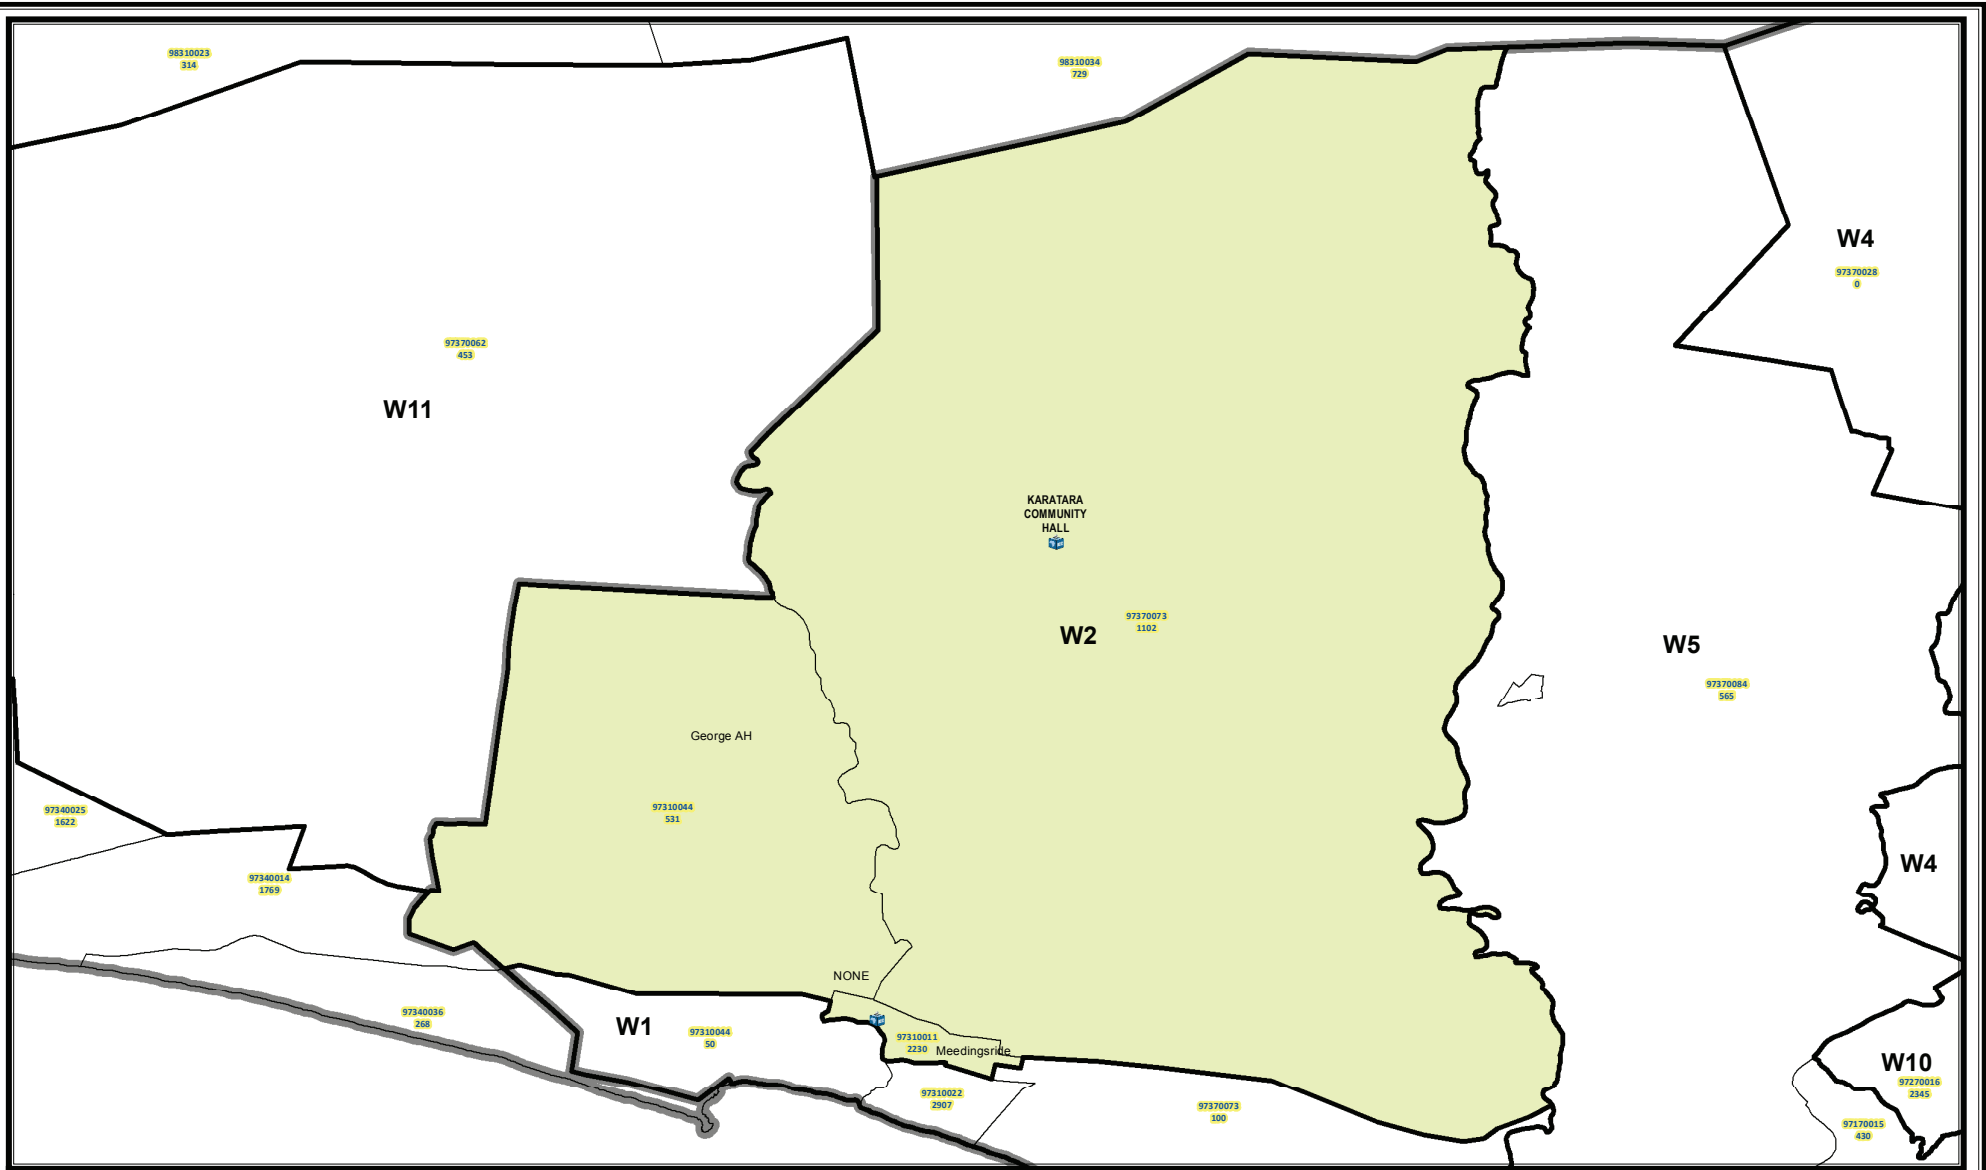 98310023
314
98310034
729
W4
97370028
0
97370062
453
W11
KARATARA
COMMUNITY
HALL
97370073
1102
W2
W5
97370084
565
George AH
97310044
531
97340025
1622
97340014
1769
W4
NONE
97340036
268
W1
97310044
50
97310011
2230
Meedingsride
W10
97270016
2345
97310022
2907
97370073
100
97170015
430